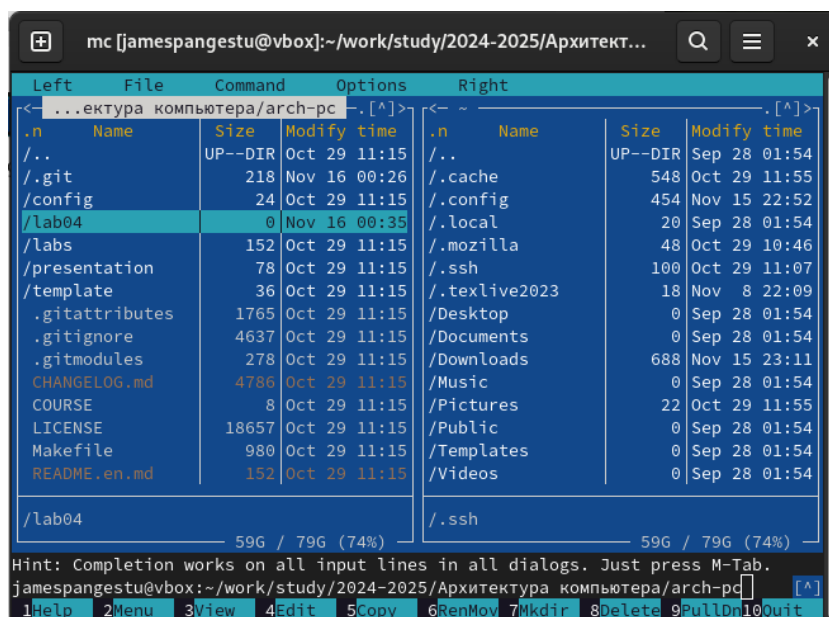 mc [jamespangestu@vbox]:~/work/study/2024-2025/Архитект...
Left File Command Options Right
<— ...ектура компьютера/arch-pc —.[^]>
.n Name Size Modify time
/.. UP--DIR Oct 29 11:15
/.git 218 Nov 16 00:26
/config 24 Oct 29 11:15
/lab04 0 Nov 16 00:35
/labs 152 Oct 29 11:15
/presentation 78 Oct 29 11:15
/template 36 Oct 29 11:15
.gitattributes 1765 Oct 29 11:15
.gitignore 4637 Oct 29 11:15
.gitmodules 278 Oct 29 11:15
CHANGELOG.md 4786 Oct 29 11:15
COURSE 8 Oct 29 11:15
LICENSE 18657 Oct 29 11:15
Makefile 980 Oct 29 11:15
README.en.md 152 Oct 29 11:15
/lab04
59G / 79G (74%)
<— ~ —.[^]>
.n Name Size Modify time
/.. UP--DIR Sep 28 01:54
/.cache 548 Oct 29 11:55
/.config 454 Nov 15 22:52
/.local 20 Sep 28 01:54
/.mozilla 48 Oct 29 10:46
/.ssh 100 Oct 29 11:07
/.texlive2023 18 Nov 8 22:09
/Desktop 0 Sep 28 01:54
/Documents 0 Sep 28 01:54
/Downloads 688 Nov 15 23:11
/Music 0 Sep 28 01:54
/Pictures 22 Oct 29 11:55
/Public 0 Sep 28 01:54
/Templates 0 Sep 28 01:54
/Videos 0 Sep 28 01:54
/.ssh
59G / 79G (74%)
Hint: Completion works on all input lines in all dialogs. Just press M-Tab.
jamespangestu@vbox:~/work/study/2024-2025/Архитектура компьютера/arch-pc [^]
1Help 2Menu 3View 4Edit 5Copy 6RenMov 7Mkdir 8Delete 9PullDn 10Quit